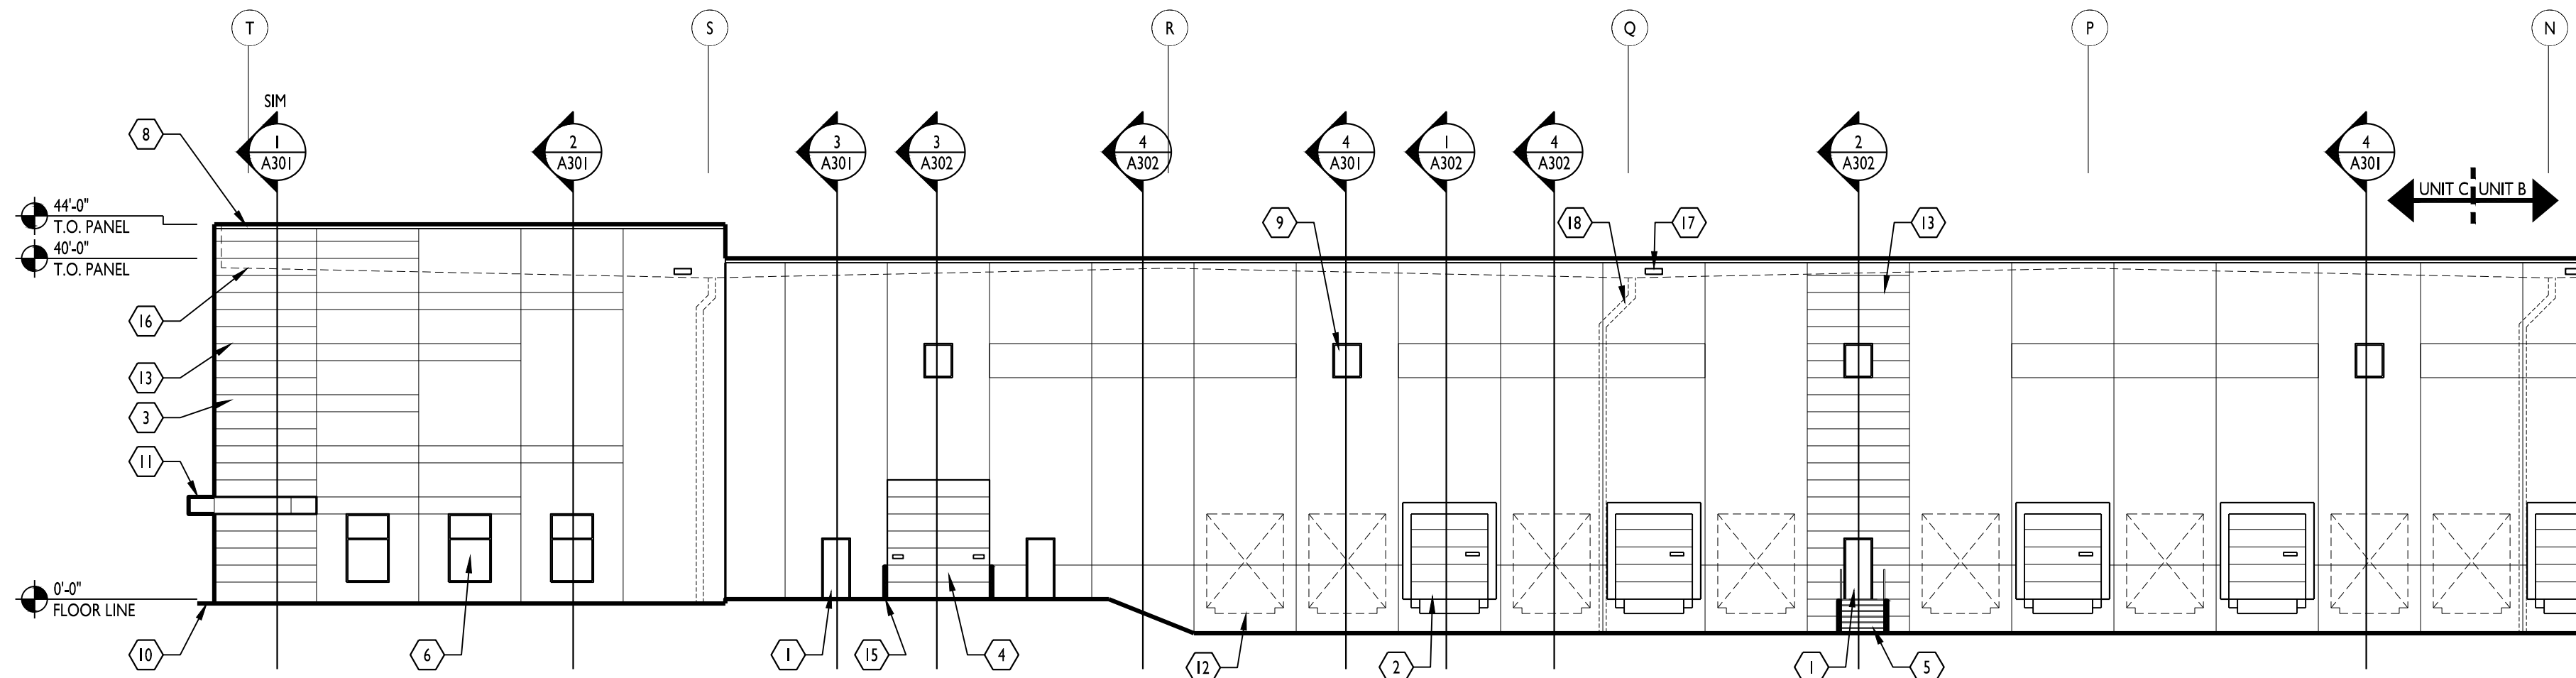 T S R Q P N
SIM
8
1 2 3 3 4 4 1 4 2 4
A301 A301 A301 A302 A302 A301 A302 A302 A302 A301
UNIT C UNIT B
44'-0"
T.O. PANEL
9 18 17 13
40'-0"
T.O. PANEL
16
13
3
11
0'-0"
FLOOR LINE
10 6 1 15 4 12 2 1 5